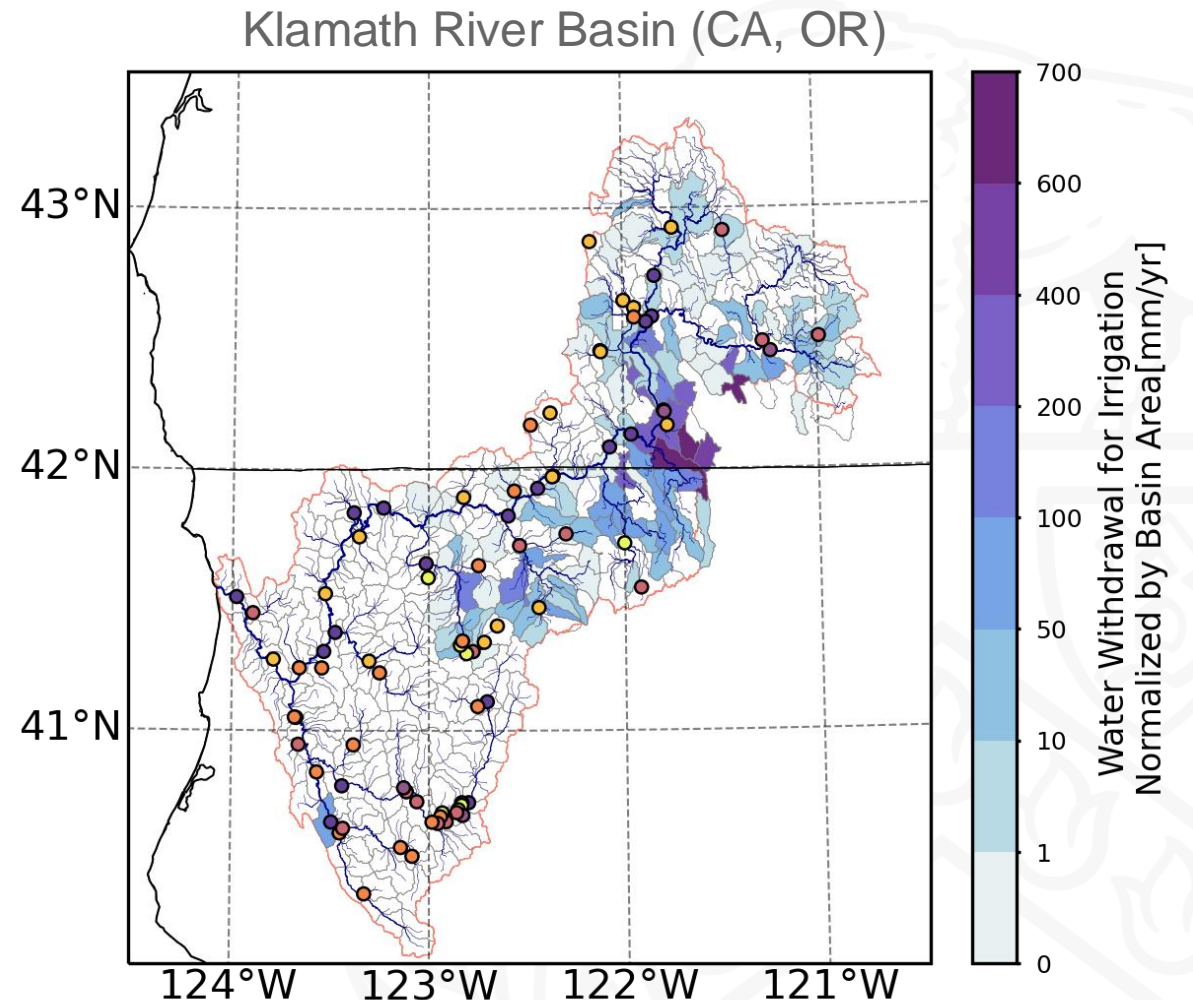 Klamath River Basin (CA, OR)
43°N
42°N
41°N
124°W
123°W
122°W
121°W
700
600
400
200
100
50
10
1
0
Water Withdrawal for Irrigation
Normalized by Basin Area[mm/yr]